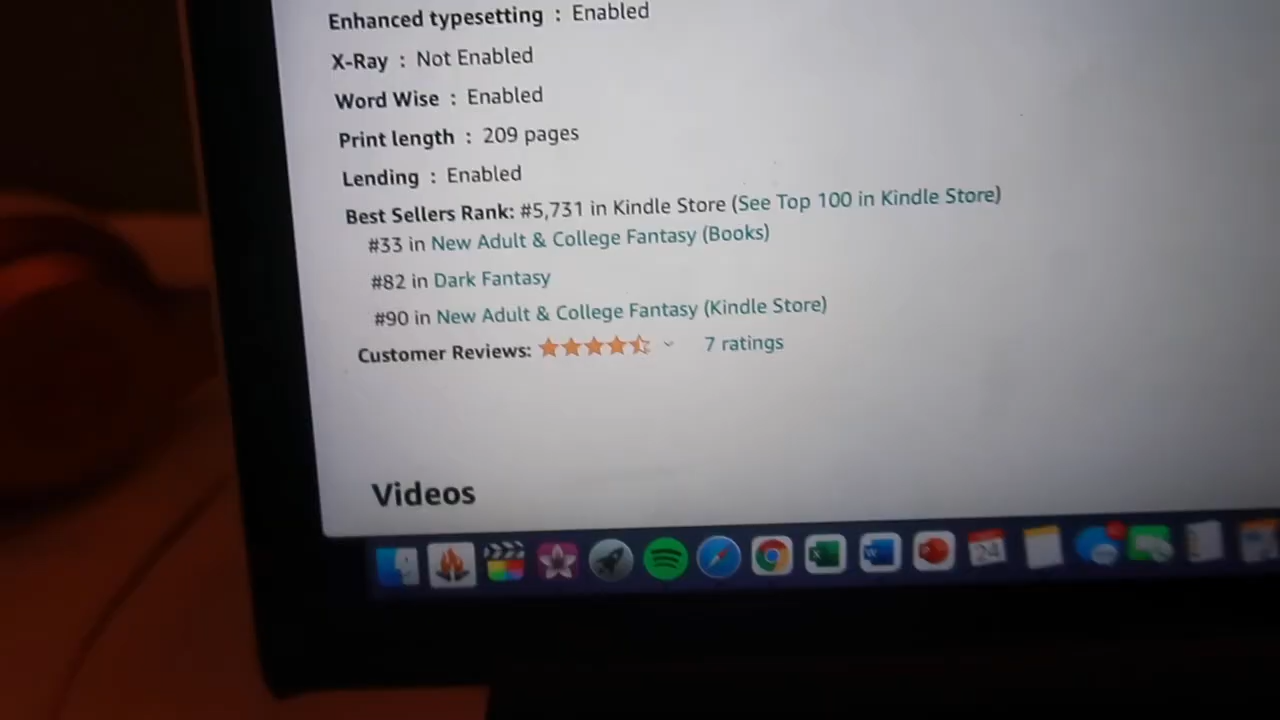 Enhanced typesetting : Enabled
X-Ray : Not Enabled
Word Wise : Enabled
Print length : 209 pages
Lending : Enabled
Best Sellers Rank: #5,731 in Kindle Store (See Top 100 in Kindle Store)
#33 in New Adult & College Fantasy (Books)
#82 in Dark Fantasy
#90 in New Adult & College Fantasy (Kindle Store)
Customer Reviews: 7 ratings
Videos
24